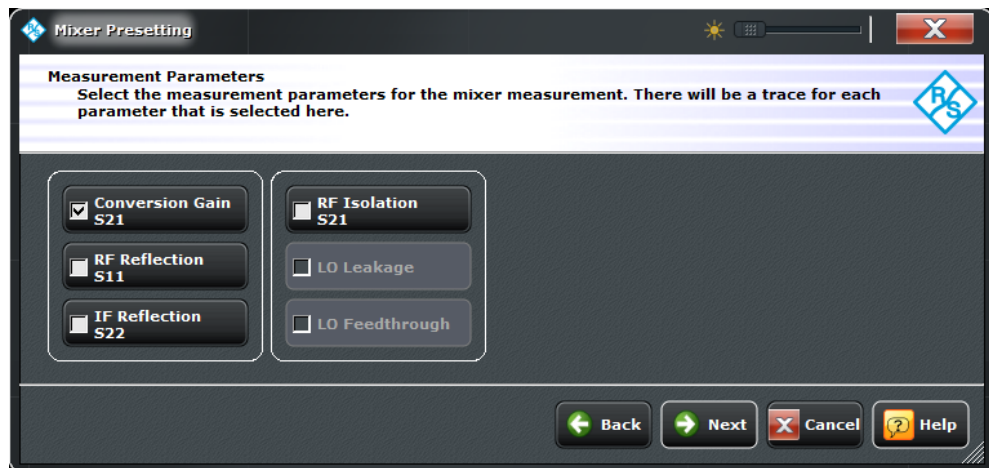 Mixer Presetting
X
Measurement Parameters
Select the measurement parameters for the mixer measurement. There will be a trace for each
parameter that is selected here.
R&S
Conversion Gain
S21
RF Reflection
S11
IF Reflection
S22
RF Isolation
S21
LO Leakage
LO Feedthrough
Back
Next
X Cancel
? Help